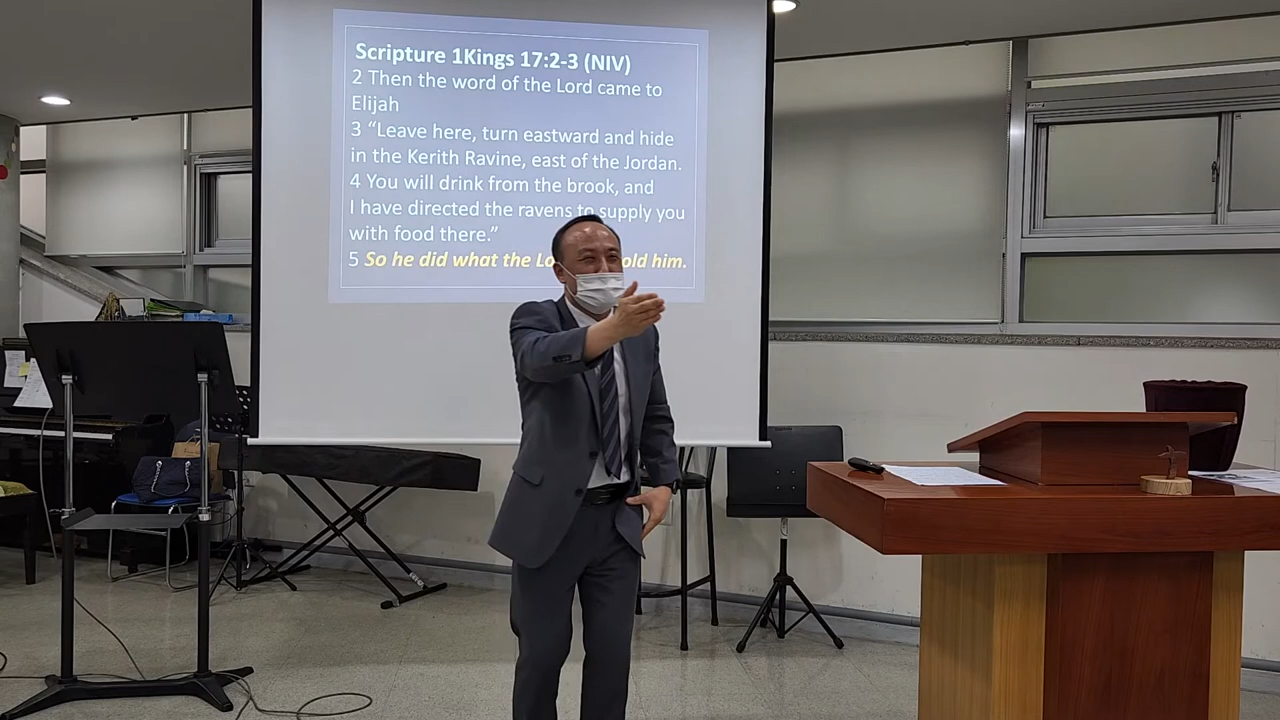 Scripture 1Kings 17:2-3 (NIV)
2 Then the word of the Lord came to
Elijah
3 “Leave here, turn eastward and hide
in the Kerith Ravine, east of the Jordan.
4 You will drink from the brook, and
I have directed the ravens to supply you
with food there.”
5 So he did what the Lo old him.